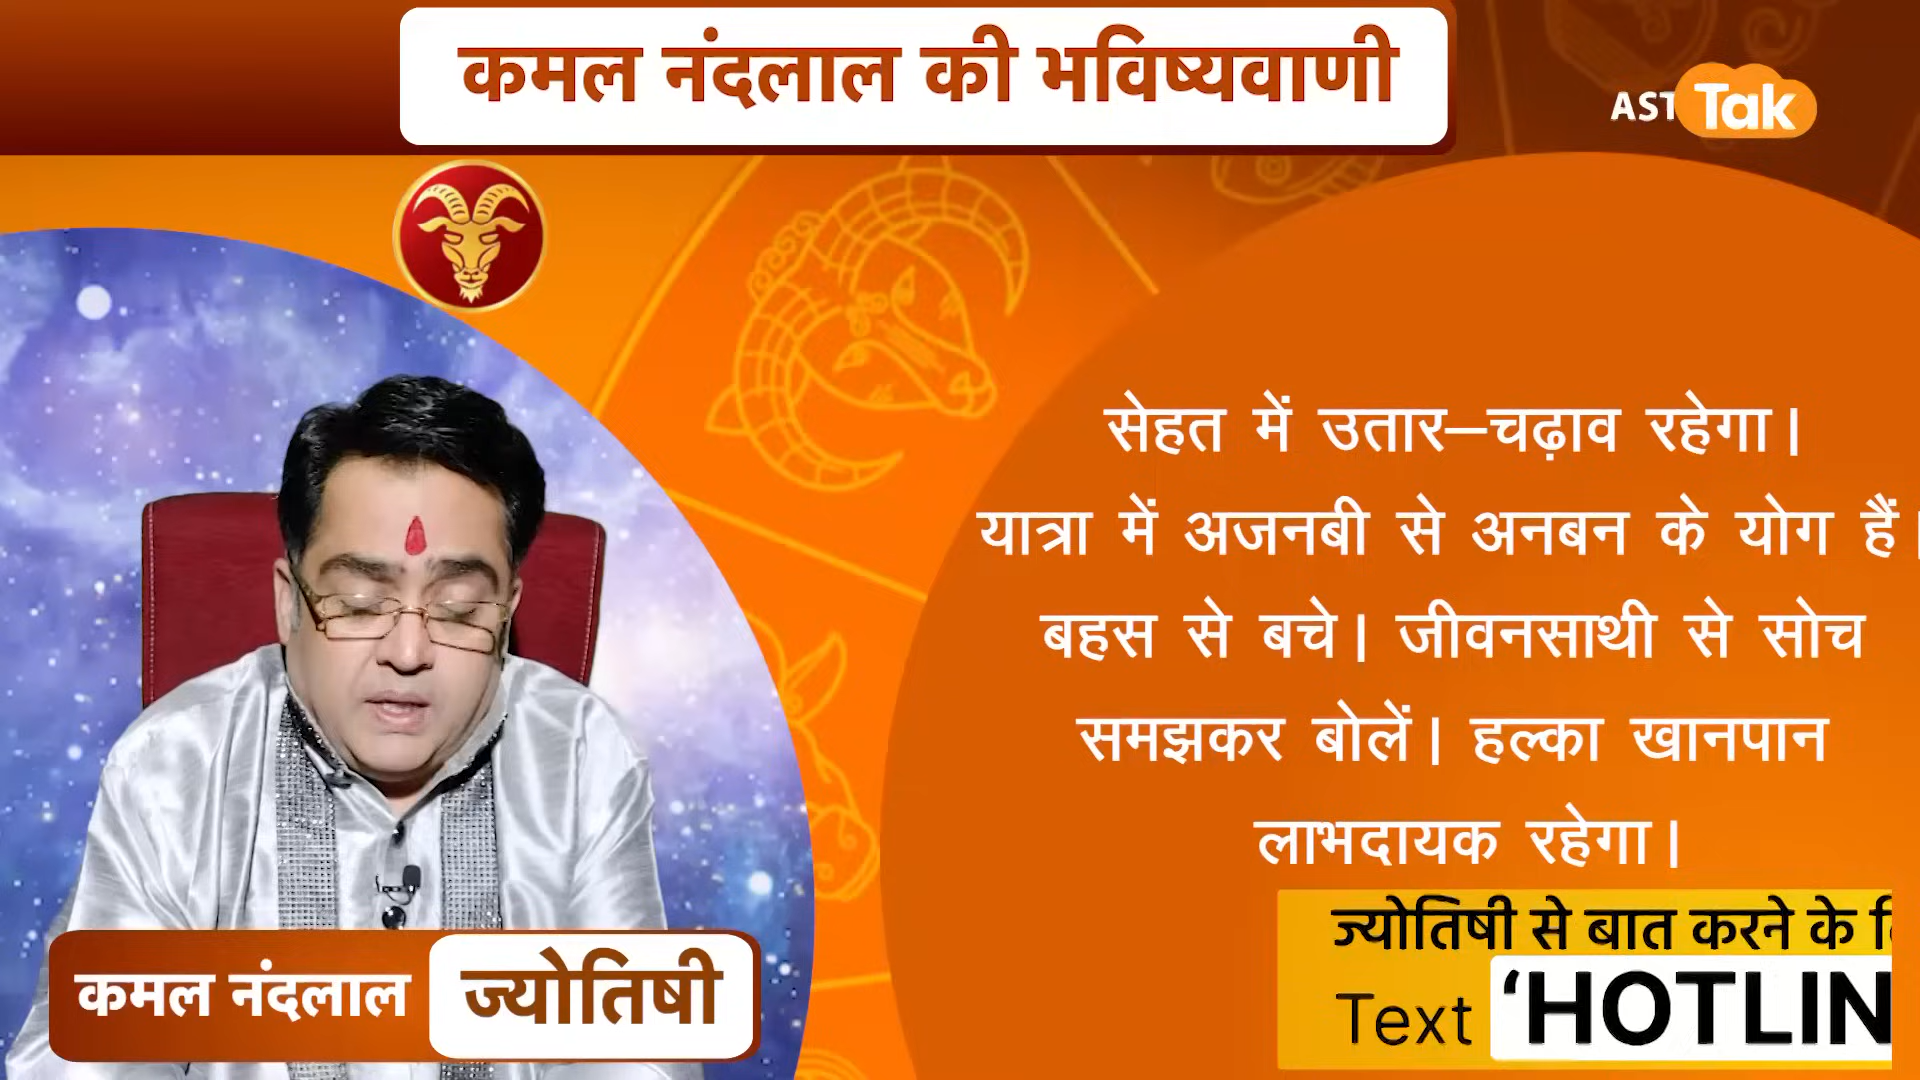 कमल नंदलाल की भविष्यवाणी
AST Tak
सेहत में उतार–चढ़ाव रहेगा।
यात्रा में अजनबी से अनबन के योग हैं।
बहस से बचे। जीवनसाथी से सोच
समझकर बोलें। हल्का खानपान
लाभदायक रहेगा।
ज्योतिषी से बात करने के
Text ‘HOTLIN
कमल नंदलाल ज्योतिषी